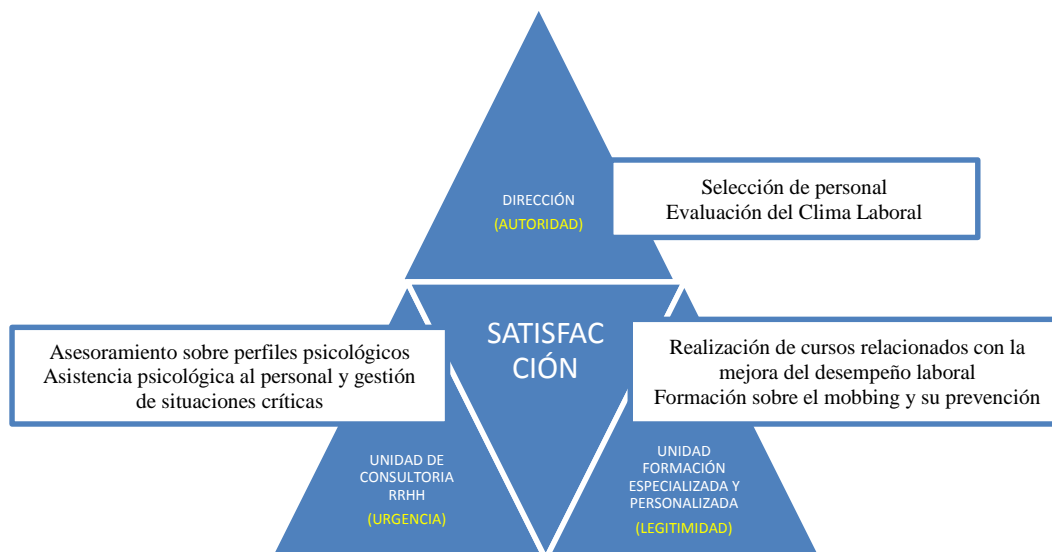 DIRECCIÓN
(AUTORIDAD)
Selección de personal
Evaluación del Clima Laboral
SATISFAC
CIÓN
Asesoramiento sobre perfiles psicológicos
Asistencia psicológica al personal y gestión
de situaciones críticas
Realización de cursos relacionados con la
mejora del desempeño laboral
Formación sobre el mobbing y su prevención
UNIDAD DE
CONSULTORIA
RRHH
(URGENCIA)
UNIDAD
FORMACIÓN
ESPECIALIZADA Y
PERSONALIZADA
(LEGITIMIDAD)